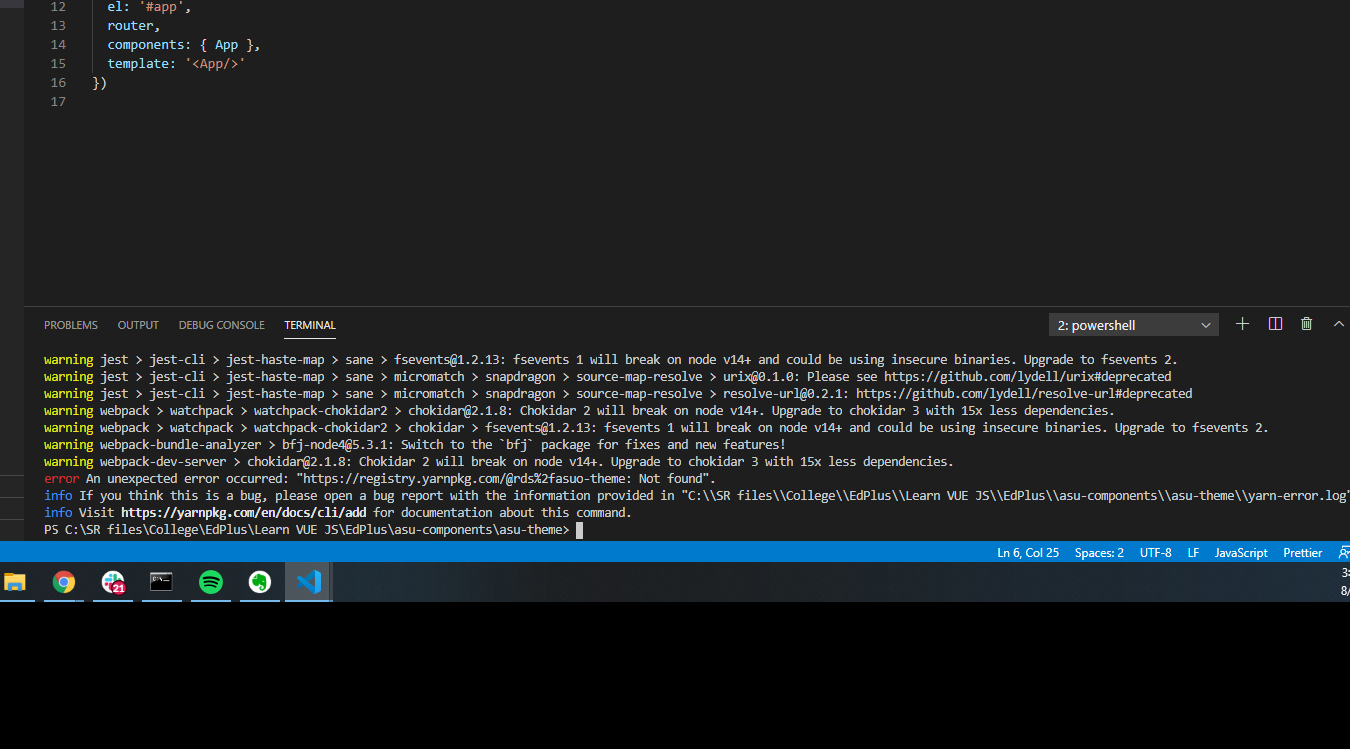 12 el: '#app',
13 router,
14 components: { App },
15 template: '<App/>'
16 })
17
PROBLEMS OUTPUT DEBUG CONSOLE TERMINAL 2: powershell
warning jest > jest-cli > jest-haste-map > sane > fsevents@1.2.13: fsevents 1 will break on node v14+ and could be using insecure binaries. Upgrade to fsevents 2.
warning jest > jest-cli > jest-haste-map > sane > micromatch > snapdragon > source-map-resolve > urix@0.1.0: Please see https://github.com/lydell/urix#deprecated
warning jest > jest-cli > jest-haste-map > sane > micromatch > snapdragon > source-map-resolve > resolve-url@0.2.1: https://github.com/lydell/resolve-url#deprecated
warning webpack > watchpack > watchpack-chokidar2 > chokidar@2.1.8: Chokidar 2 will break on node v14+. Upgrade to chokidar 3 with 15x less dependencies.
warning webpack > watchpack > watchpack-chokidar2 > chokidar > fsevents@1.2.13: fsevents 1 will break on node v14+ and could be using insecure binaries. Upgrade to fsevents 2.
warning webpack-bundle-analyzer > bfj-node4@5.3.1: Switch to the `bfj` package for fixes and new features!
warning webpack-dev-server > chokidar@2.1.8: Chokidar 2 will break on node v14+. Upgrade to chokidar 3 with 15x less dependencies.
error An unexpected error occurred: "https://registry.yarnpkg.com/@rds%2fasuo-theme: Not found".
info If you think this is a bug, please open a bug report with the information provided in "C:\\SR files\\College\\EdPlus\\Learn VUE JS\\EdPlus\\asu-components\\asu-theme\\yarn-error.log"
info Visit https://yarnpkg.com/en/docs/cli/add for documentation about this command.
PS C:\SR files\College\EdPlus\Learn VUE JS\EdPlus\asu-components\asu-theme>
Ln 6, Col 25 Spaces: 2 UTF-8 LF JavaScript Prettier
21
3:
8/